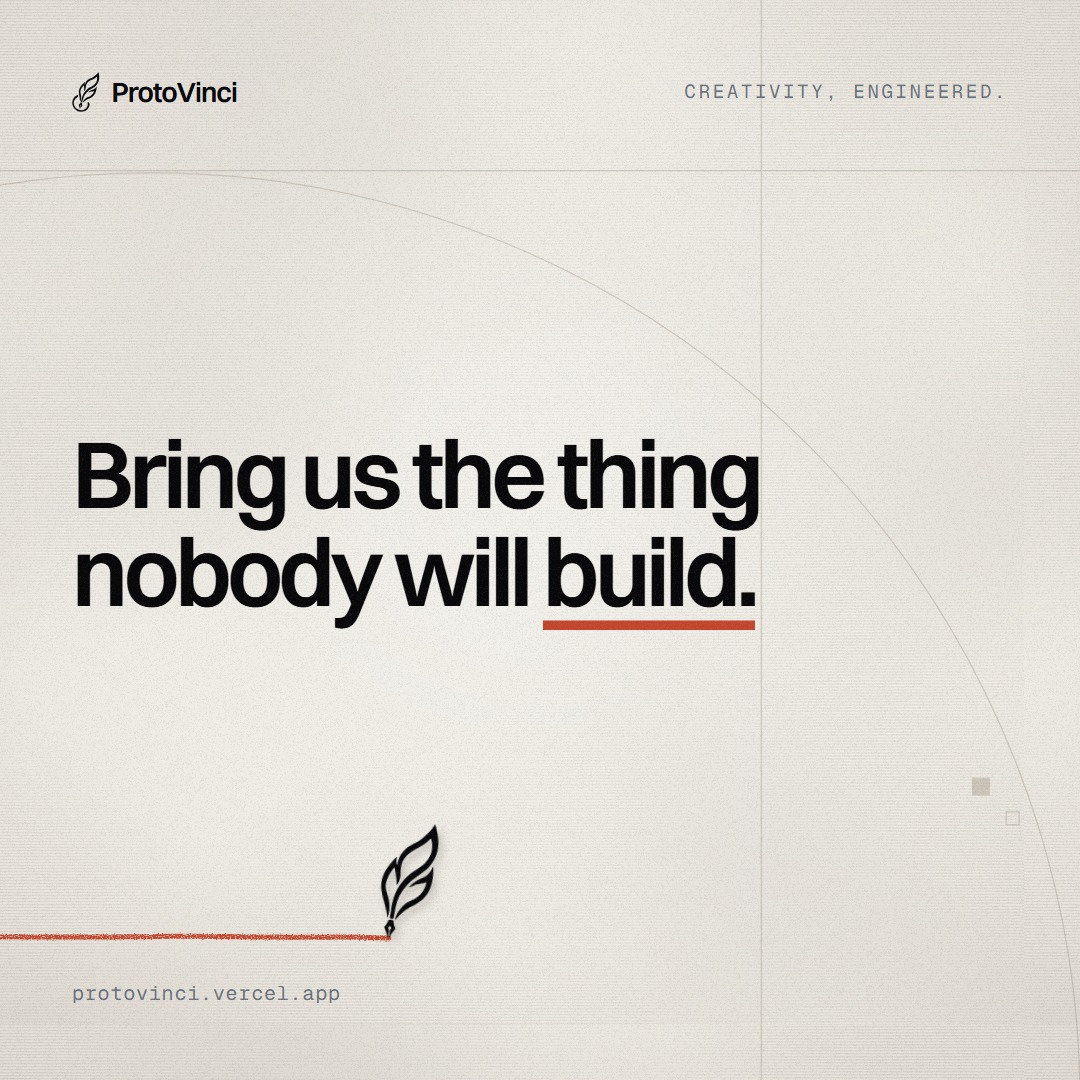 ProtoVinci
CREATIVITY, ENGINEERED.
Bring us the thing
nobody will build.
protovinci.vercel.app